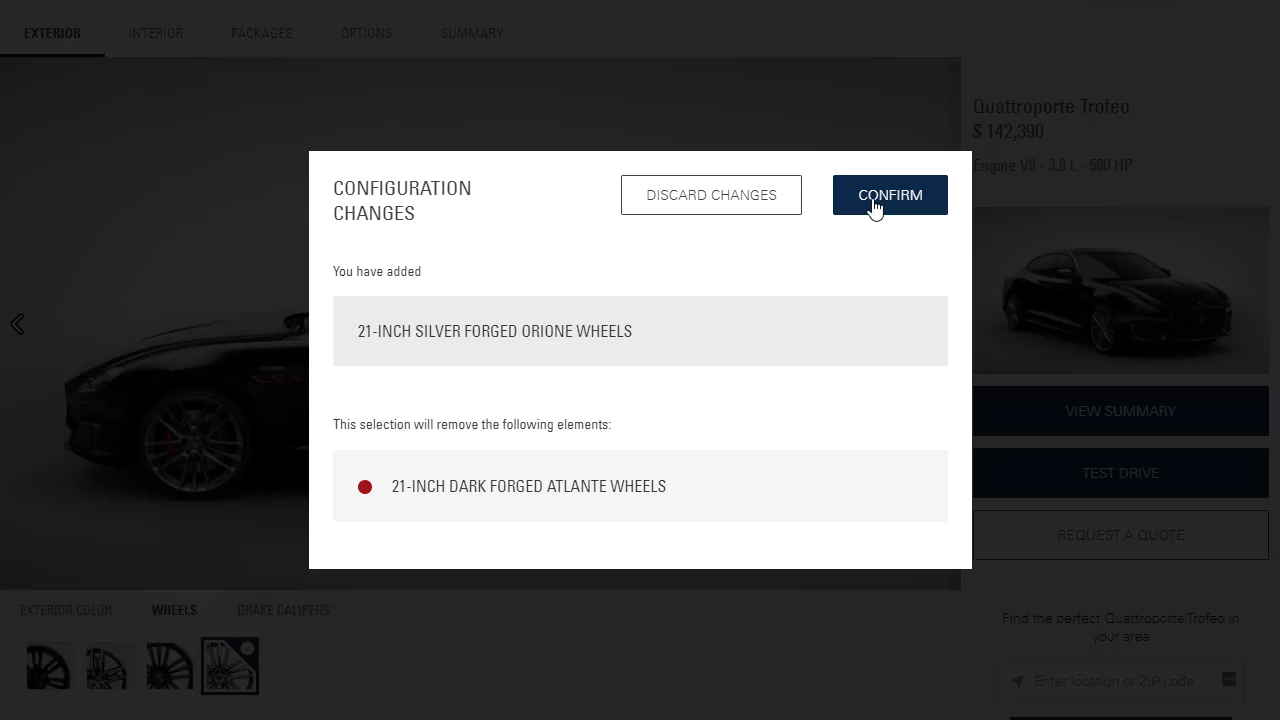 EXTERIOR
INTERIOR
PACKAGES
OPTIONS
SUMMARY
Quattroporte Trofeo
$ 142,390
Engine V8 - 3.8 L - 580 HP
CONFIGURATION
CHANGES
DISCARD CHANGES
CONFIRM
You have added
21-INCH SILVER FORGED ORIONE WHEELS
This selection will remove the following elements:
21-INCH DARK FORGED ATLANTE WHEELS
VIEW SUMMARY
TEST DRIVE
REQUEST A QUOTE
EXTERIOR COLOR
WHEELS
BRAKE CALIPERS
Find the perfect Quattroporte Trofeo in
your area
Enter location or ZIP code